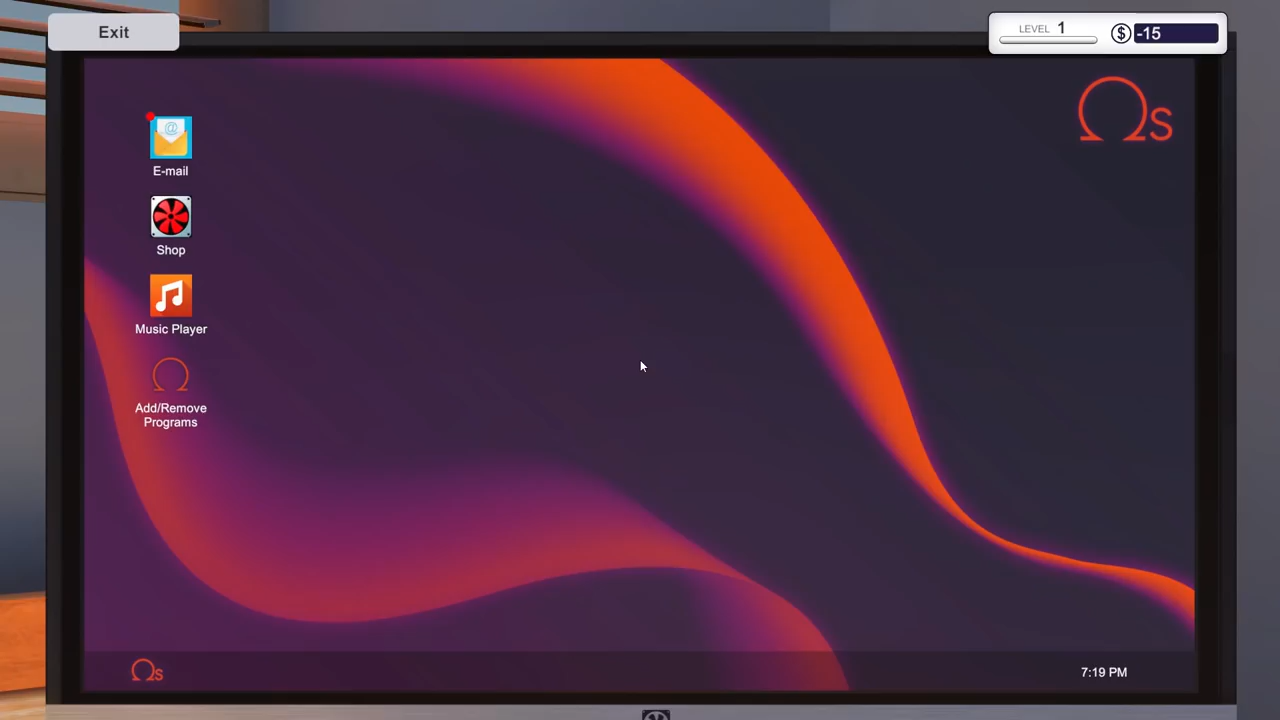 Exit
LEVEL 1
$ -15
Ωs
@
E-mail
Shop
Music Player
Add/Remove
Programs
Ωs
7:19 PM